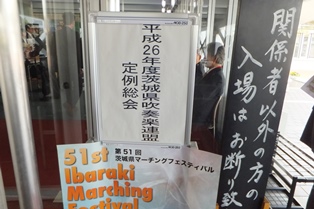 関係者以外の方の
入場はお断り致
平成26年度茨城県吹奏楽連盟
定例総会
第51回
茨城県マーチングフェスティバル
51st
Ibaraki
Marching
Festival